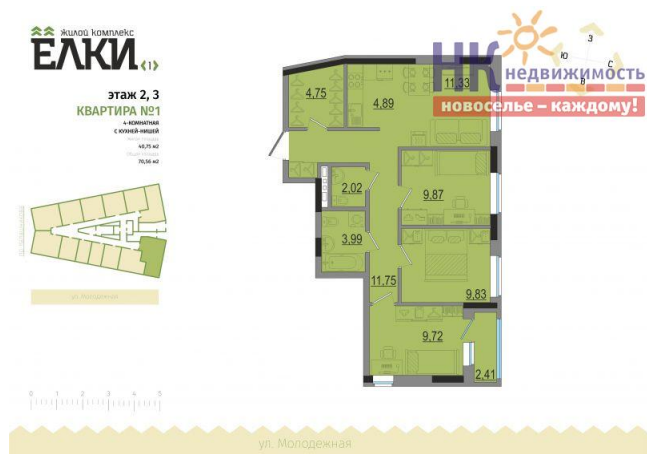 жилой комплекс
ЁЛКИ ‹1›
этаж 2, 3
КВАРТИРА №1
4-КОМНАТНАЯ
С КУХНЕЙ-НИШЕЙ
40,75 м2
70,56 м2
НК недвижимость
новоселье – каждому!
З
Ю
С
В
4.75
4.89
11.33
2.02
9.87
3.99
11.75
9.83
9.72
2.41
ул. Молодежная
0 1 2 3 4 5
ул. Молодежная